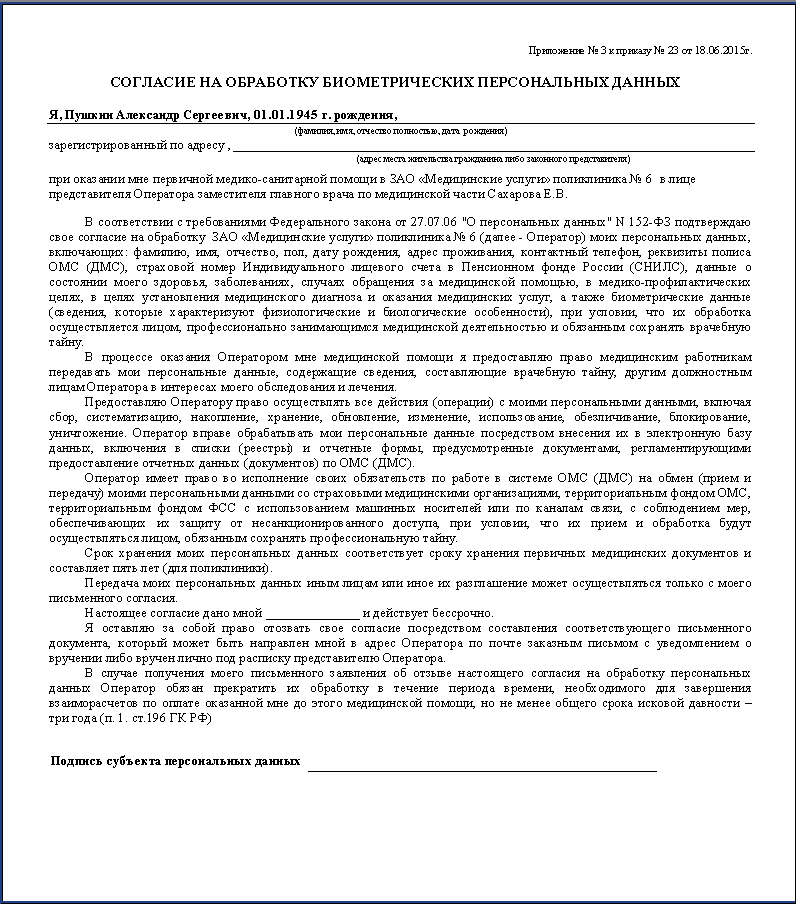 Приложение № 3 к приказу № 23 от 18.06.2015г.
СОГЛАСИЕ НА ОБРАБОТКУ БИОМЕТРИЧЕСКИХ ПЕРСОНАЛЬНЫХ ДАННЫХ
Я, Пушкин Александр Сергеевич, 01.01.1945 г. рождения,
(фамилия, имя, отчество полностью, дата рождения)
зарегистрированный по адресу ,
(адрес места жительства гражданина либо законного представителя)
при оказании мне первичной медико-санитарной помощи в ЗАО «Медицинские услуги» поликлиника № 6 в лице
представителя Оператора заместителя главного врача по медицинской части Сахарова Е.В.
В соответствии с требованиями Федерального закона от 27.07.06 "О персональных данных" N 152-ФЗ подтверждаю
свое согласие на обработку ЗАО «Медицинские услуги» поликлиника № 6 (далее - Оператор) моих персональных данных,
включающих: фамилию, имя, отчество, пол, дату рождения, адрес проживания, контактный телефон, реквизиты полиса
ОМС (ДМС), страховой номер Индивидуального лицевого счета в Пенсионном фонде России (СНИЛС), данные о
состоянии моего здоровья, заболеваниях, случаях обращения за медицинской помощью, в медико-профилактических
целях, в целях установления медицинского диагноза и оказания медицинских услуг, а также биометрические данные
(сведения, которые характеризуют физиологические и биологические особенности), при условии, что их обработка
осуществляется лицом, профессионально занимающимся медицинской деятельностью и обязанным сохранять врачебную
тайну.
В процессе оказания Оператором мне медицинской помощи я предоставляю право медицинским работникам
передавать мои персональные данные, содержащие сведения, составляющие врачебную тайну, другим должностным
лицам Оператора в интересах моего обследования и лечения.
Предоставляю Оператору право осуществлять все действия (операции) с моими персональными данными, включая
сбор, систематизацию, накопление, хранение, обновление, изменение, использование, обезличивание, блокирование,
уничтожение. Оператор вправе обрабатывать мои персональные данные посредством внесения их в электронную базу
данных, включения в списки (реестры) и отчетные формы, предусмотренные документами, регламентирующими
предоставление отчетных данных (документов) по ОМС (ДМС).
Оператор имеет право во исполнение своих обязательств по работе в системе ОМС (ДМС) на обмен (прием и
передачу) моими персональными данными со страховыми медицинскими организациями, территориальным фондом ОМС,
территориальным фондом ФСС с использованием машинных носителей или по каналам связи, с соблюдением мер,
обеспечивающих их защиту от несанкционированного доступа, при условии, что их прием и обработка будут
осуществляться лицом, обязанным сохранять профессиональную тайну.
Срок хранения моих персональных данных соответствует сроку хранения первичных медицинских документов и
составляет пять лет (для поликлиники).
Передача моих персональных данных иным лицам или иное их разглашение может осуществляться только с моего
письменного согласия.
Настоящее согласие дано мной _______________ и действует бессрочно.
Я оставляю за собой право отозвать свое согласие посредством составления соответствующего письменного
документа, который может быть направлен мной в адрес Оператора по почте заказным письмом с уведомлением о
вручении либо вручен лично под расписку представителю Оператора.
В случае получения моего письменного заявления об отзыве настоящего согласия на обработку персональных
данных Оператор обязан прекратить их обработку в течение периода времени, необходимого для завершения
взаиморасчетов по оплате оказанной мне до этого медицинской помощи, но не менее общего срока исковой давности –
три года (п. 1. ст.196 ГК РФ)
Подпись субъекта персональных данных